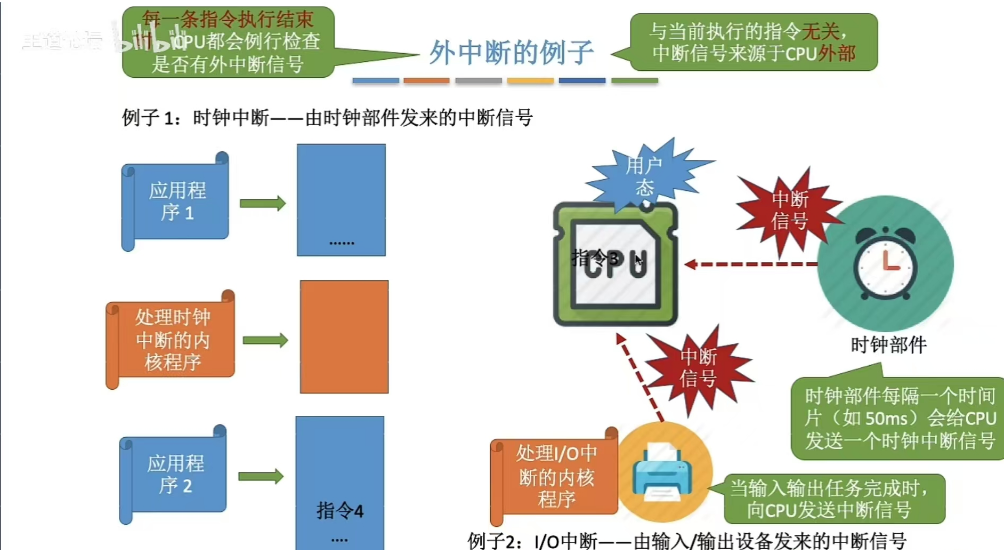 每一条指令执行结束
时，CPU都会例行检查
是否有外中断信号
bilibili
外中断的例子
与当前执行的指令无关，
中断信号来源于CPU外部
例子 1：时钟中断——由时钟部件发来的中断信号
应用程
序 1
......
用户
态
中断
信号
指令3
CPU
处理时钟
中断的内
核程序
时钟部件
中断
信号
时钟部件每隔一个时间
片（如 50ms）会给CPU
发送一个时钟中断信号
应用程
序 2
指令4
....
处理I/O中
断的内核
程序
当输入输出任务完成时，
向CPU发送中断信号
例子2：I/O中断——由输入/输出设备发来的中断信号